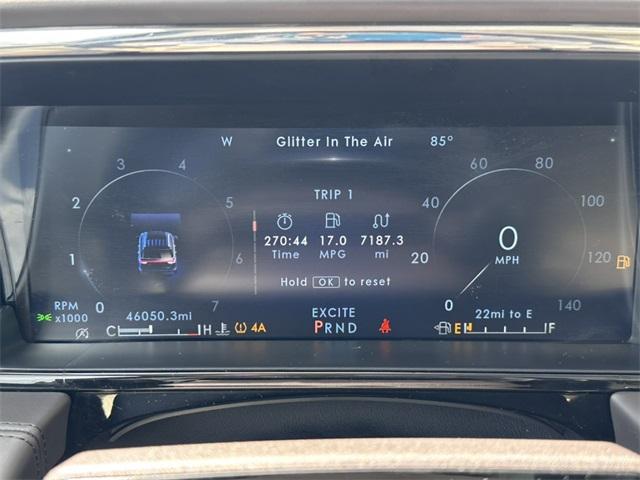 W Glitter In The Air 85°
3 4
60 80
2 5
TRIP 1
40 100
270:44 17.0 7187.3
Time MPG mi
1 6
0
MPH
20 120
Hold OK to reset
0 7
0 140
RPM
x1000
46050.3mi
EXCITE
22mi to E
C H 4A PRND E F